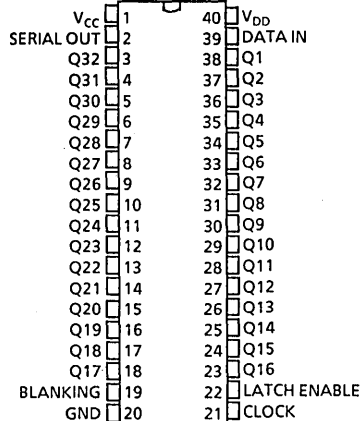 VCC 1 40 VDD
SERIAL OUT 2 39 DATA IN
Q32 3 38 Q1
Q31 4 37 Q2
Q30 5 36 Q3
Q29 6 35 Q4
Q28 7 34 Q5
Q27 8 33 Q6
Q26 9 32 Q7
Q25 10 31 Q8
Q24 11 30 Q9
Q23 12 29 Q10
Q22 13 28 Q11
Q21 14 27 Q12
Q20 15 26 Q13
Q19 16 25 Q14
Q18 17 24 Q15
Q17 18 23 Q16
BLANKING 19 22 LATCH ENABLE
GND 20 21 CLOCK